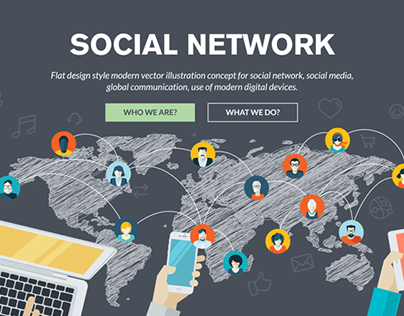 SOCIAL NETWORK
Flat design style modern vector illustration concept for social network, social media,
global communication, use of modern digital devices.
WHO WE ARE? WHAT WE DO?